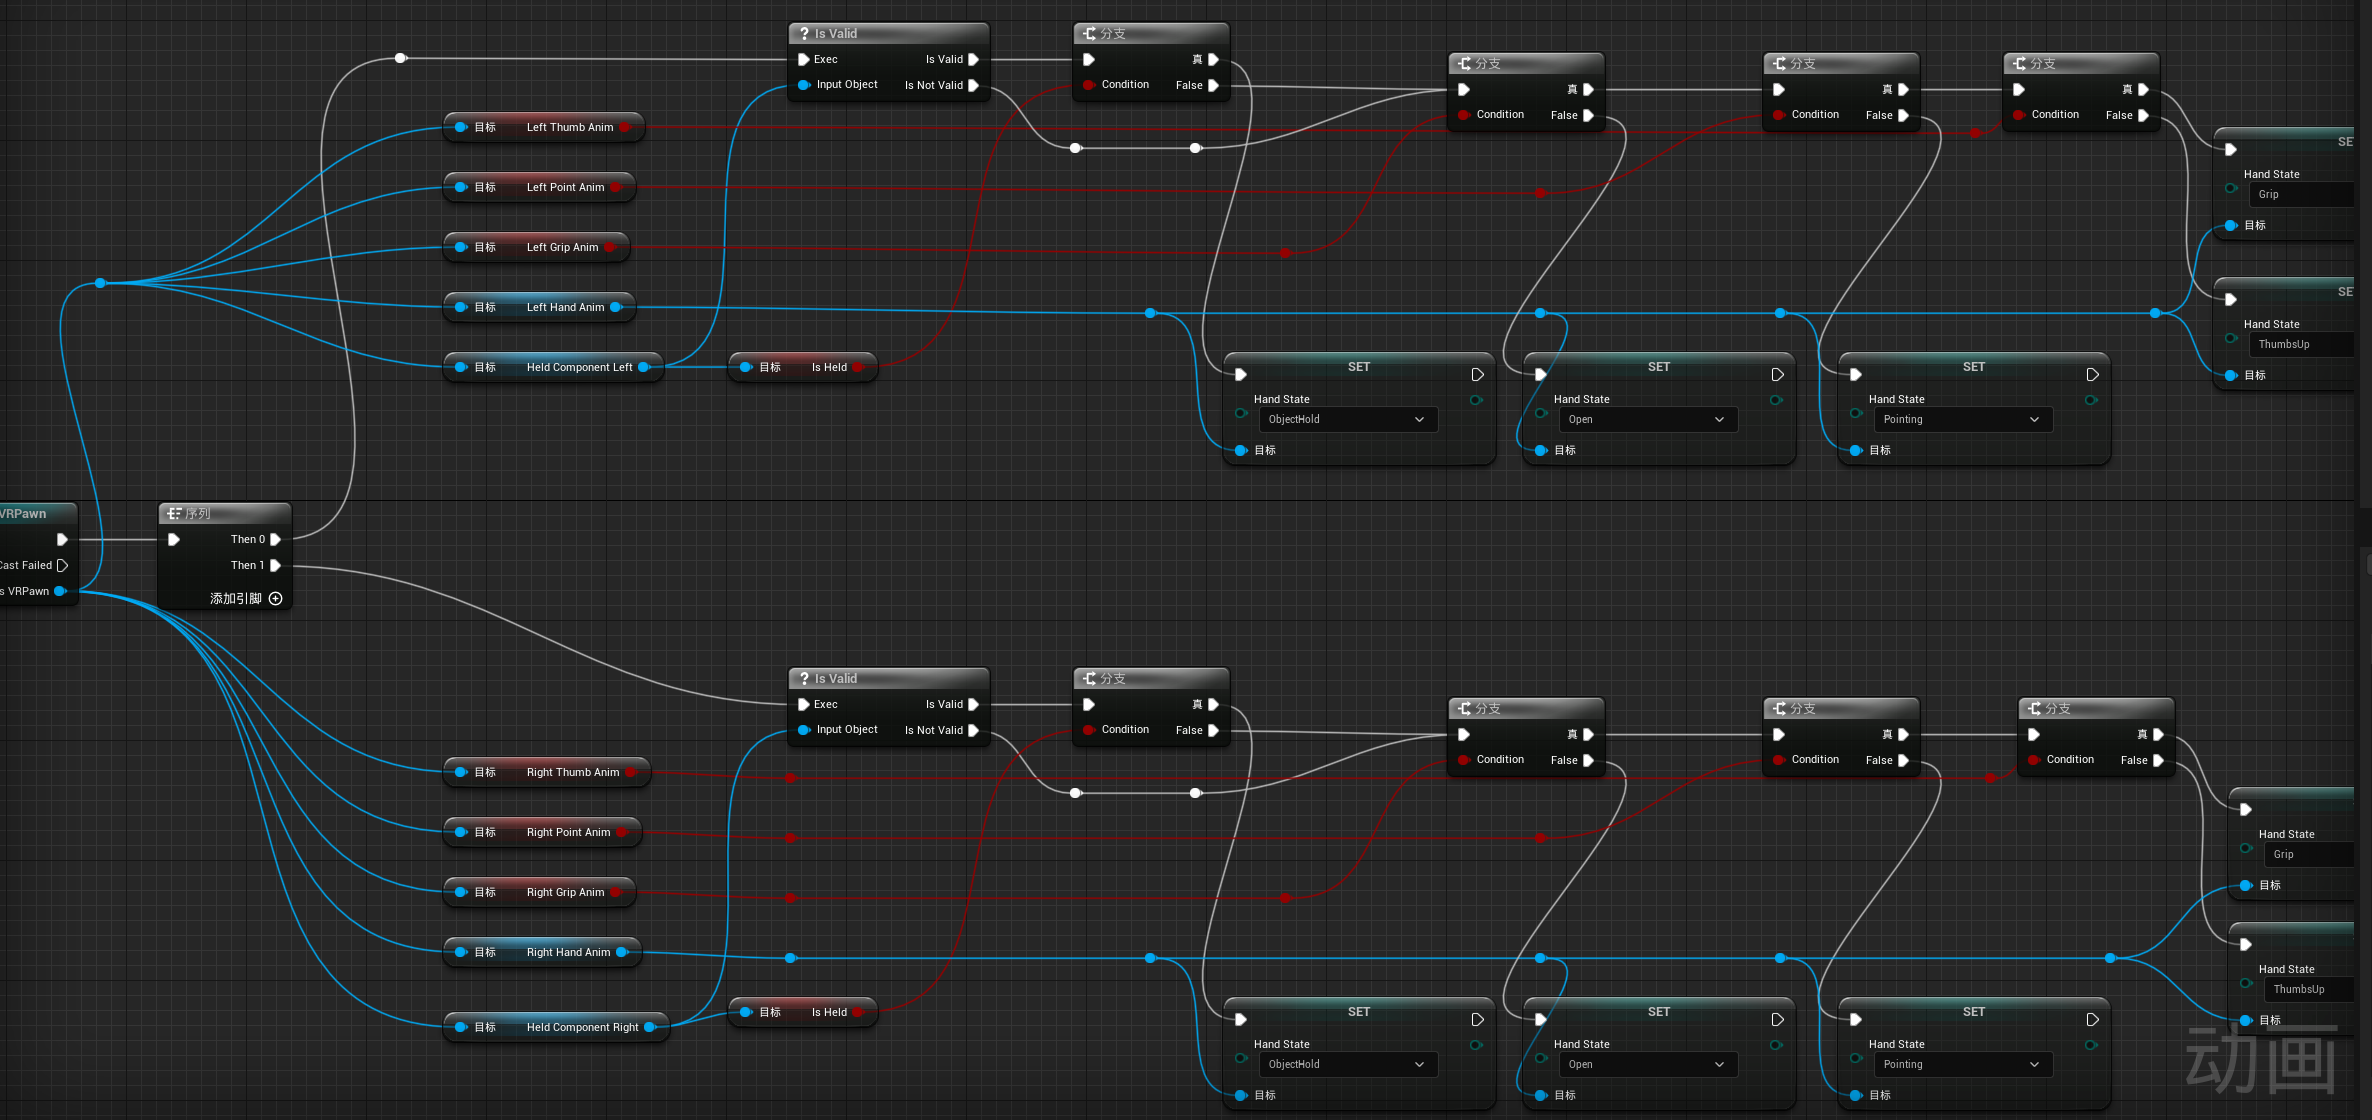 Is Valid
Exec
Is Valid
Input Object
Is Not Valid
分支
真
Condition
False
分支
真
Condition
False
分支
真
Condition
False
分支
真
Condition
False
目标 Left Thumb Anim
目标 Left Point Anim
目标 Left Grip Anim
目标 Left Hand Anim
目标 Held Component Left
目标 Is Held
SE
Hand State
Grip
目标
SE
Hand State
ThumbsUp
目标
SET
Hand State
ObjectHold
目标
SET
Hand State
Open
目标
SET
Hand State
Pointing
目标
VRPawn
Cast Failed
s VRPawn
序列
Then 0
Then 1
添加引脚
Is Valid
Exec
Is Valid
Input Object
Is Not Valid
分支
真
Condition
False
分支
真
Condition
False
分支
真
Condition
False
分支
真
Condition
False
目标 Right Thumb Anim
目标 Right Point Anim
目标 Right Grip Anim
目标 Right Hand Anim
目标 Held Component Right
目标 Is Held
Hand State
Grip
目标
Hand State
ThumbsUp
目标
SET
Hand State
ObjectHold
目标
SET
Hand State
Open
目标
SET
Hand State
Pointing
目标
动画